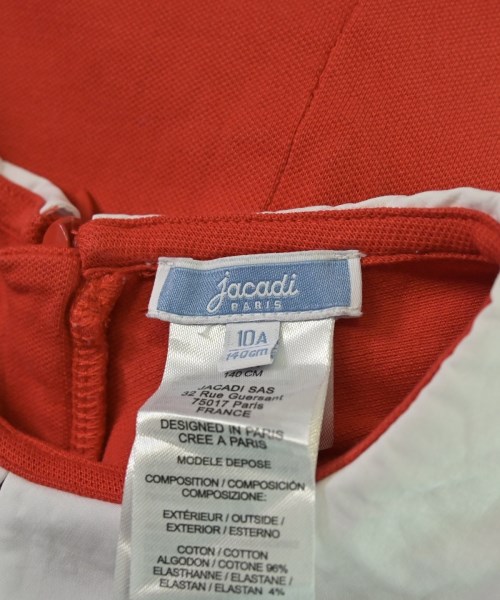 jacadi
PARIS
10A
140cm
140 CM
JACADI SAS
32 Rue Guersant
75017 Paris
FRANCE
DESIGNED IN PARIS
CREE A PARIS
MODELE DEPOSE
COMPOSITION / COMPOSICIÓN
COMPOSIZIONE:
EXTÉRIEUR / OUTSIDE /
EXTERIOR / ESTERNO
COTON / COTTON
ALGODON / COTONE 96%
ELASTHANNE / ELASTANE /
ELASTAN / ELASTAN 4%